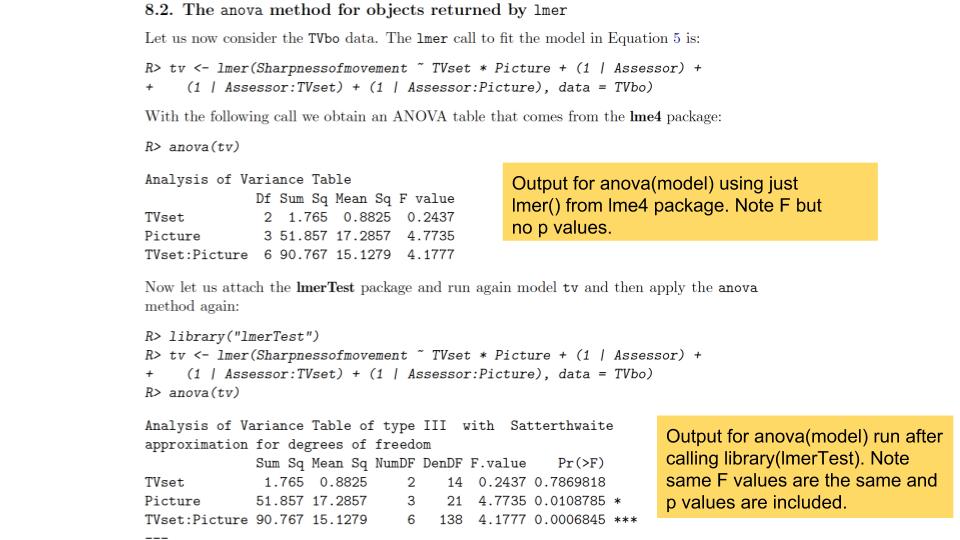 8.2. The anova method for objects returned by lmer
Let us now consider the TVbo data. The lmer call to fit the model in Equation 5 is:
R> tv <- lmer(Sharpnessofmovement ~ TVset * Picture + (1 | Assessor) +
+    (1 | Assessor:TVset) + (1 | Assessor:Picture), data = TVbo)
With the following call we obtain an ANOVA table that comes from the lme4 package:
R> anova(tv)
Analysis of Variance Table
Df Sum Sq Mean Sq F value
TVset 2 1.765 0.8825 0.2437
Picture 3 51.857 17.2857 4.7735
TVset:Picture 6 90.767 15.1279 4.1777
Output for anova(model) using just
lmer() from lme4 package. Note F but
no p values.
Now let us attach the lmerTest package and run again model tv and then apply the anova
method again:
R> library("lmerTest")
R> tv <- lmer(Sharpnessofmovement ~ TVset * Picture + (1 | Assessor) +
+    (1 | Assessor:TVset) + (1 | Assessor:Picture), data = TVbo)
R> anova(tv)
Analysis of Variance Table of type III with Satterthwaite
approximation for degrees of freedom
Sum Sq Mean Sq NumDF DenDF F.value Pr(>F)
TVset 1.765 0.8825 2 14 0.2437 0.7869818
Picture 51.857 17.2857 3 21 4.7735 0.0108785 *
TVset:Picture 90.767 15.1279 6 138 4.1777 0.0006845 ***
---
Output for anova(model) run after
calling library(lmerTest). Note
same F values are the same and
p values are included.